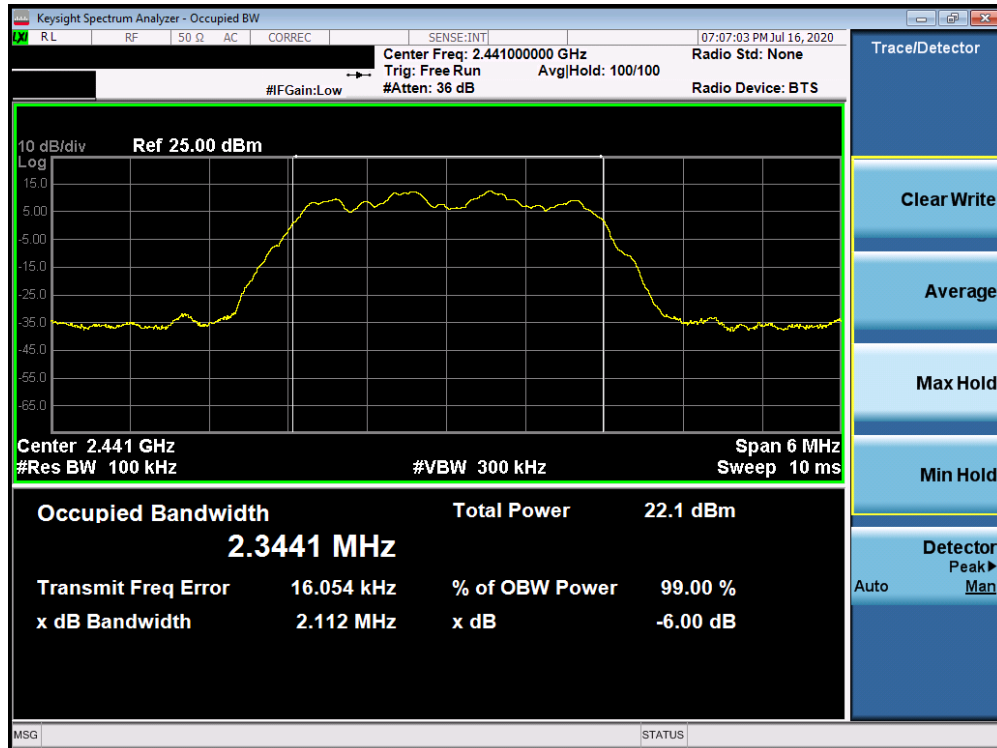 Keysight Spectrum Analyzer - Occupied BW
LXI RL RF 50 Ω AC CORREC SENSE:INT 07:07:03 PM Jul 16, 2020
Center Freq: 2.441000000 GHz Radio Std: None
Trig: Free Run Avg|Hold: 100/100
#IFGain:Low #Atten: 36 dB Radio Device: BTS
Trace/Detector
10 dB/div Ref 25.00 dBm
Log
15.0
5.00
-5.00
-15.0
-25.0
-35.0
-45.0
-55.0
-65.0
Center 2.441 GHz Span 6 MHz
#Res BW 100 kHz #VBW 300 kHz Sweep 10 ms
Occupied Bandwidth Total Power 22.1 dBm
2.3441 MHz
Transmit Freq Error 16.054 kHz % of OBW Power 99.00 %
x dB Bandwidth 2.112 MHz x dB -6.00 dB
Clear Write
Average
Max Hold
Min Hold
Detector
Peak▶
Auto Man
MSG STATUS